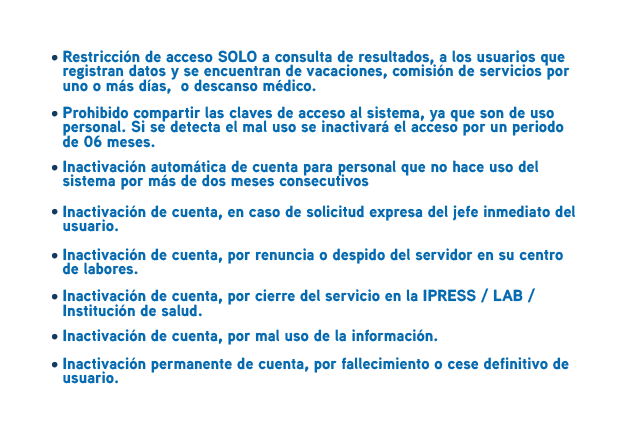 • Restricción de acceso SOLO a consulta de resultados, a los usuarios que
registran datos y se encuentran de vacaciones, comisión de servicios por
uno o más días,  o descanso médico.
• Prohibido compartir las claves de acceso al sistema, ya que son de uso
personal. Si se detecta el mal uso se inactivará el acceso por un periodo
de 06 meses.
• Inactivación automática de cuenta para personal que no hace uso del
sistema por más de dos meses consecutivos
• Inactivación de cuenta, en caso de solicitud expresa del jefe inmediato del
usuario.
• Inactivación de cuenta, por renuncia o despido del servidor en su centro
de labores.
• Inactivación de cuenta, por cierre del servicio en la IPRESS / LAB /
Institución de salud.
• Inactivación de cuenta, por mal uso de la información.
• Inactivación permanente de cuenta, por fallecimiento o cese definitivo de
usuario.